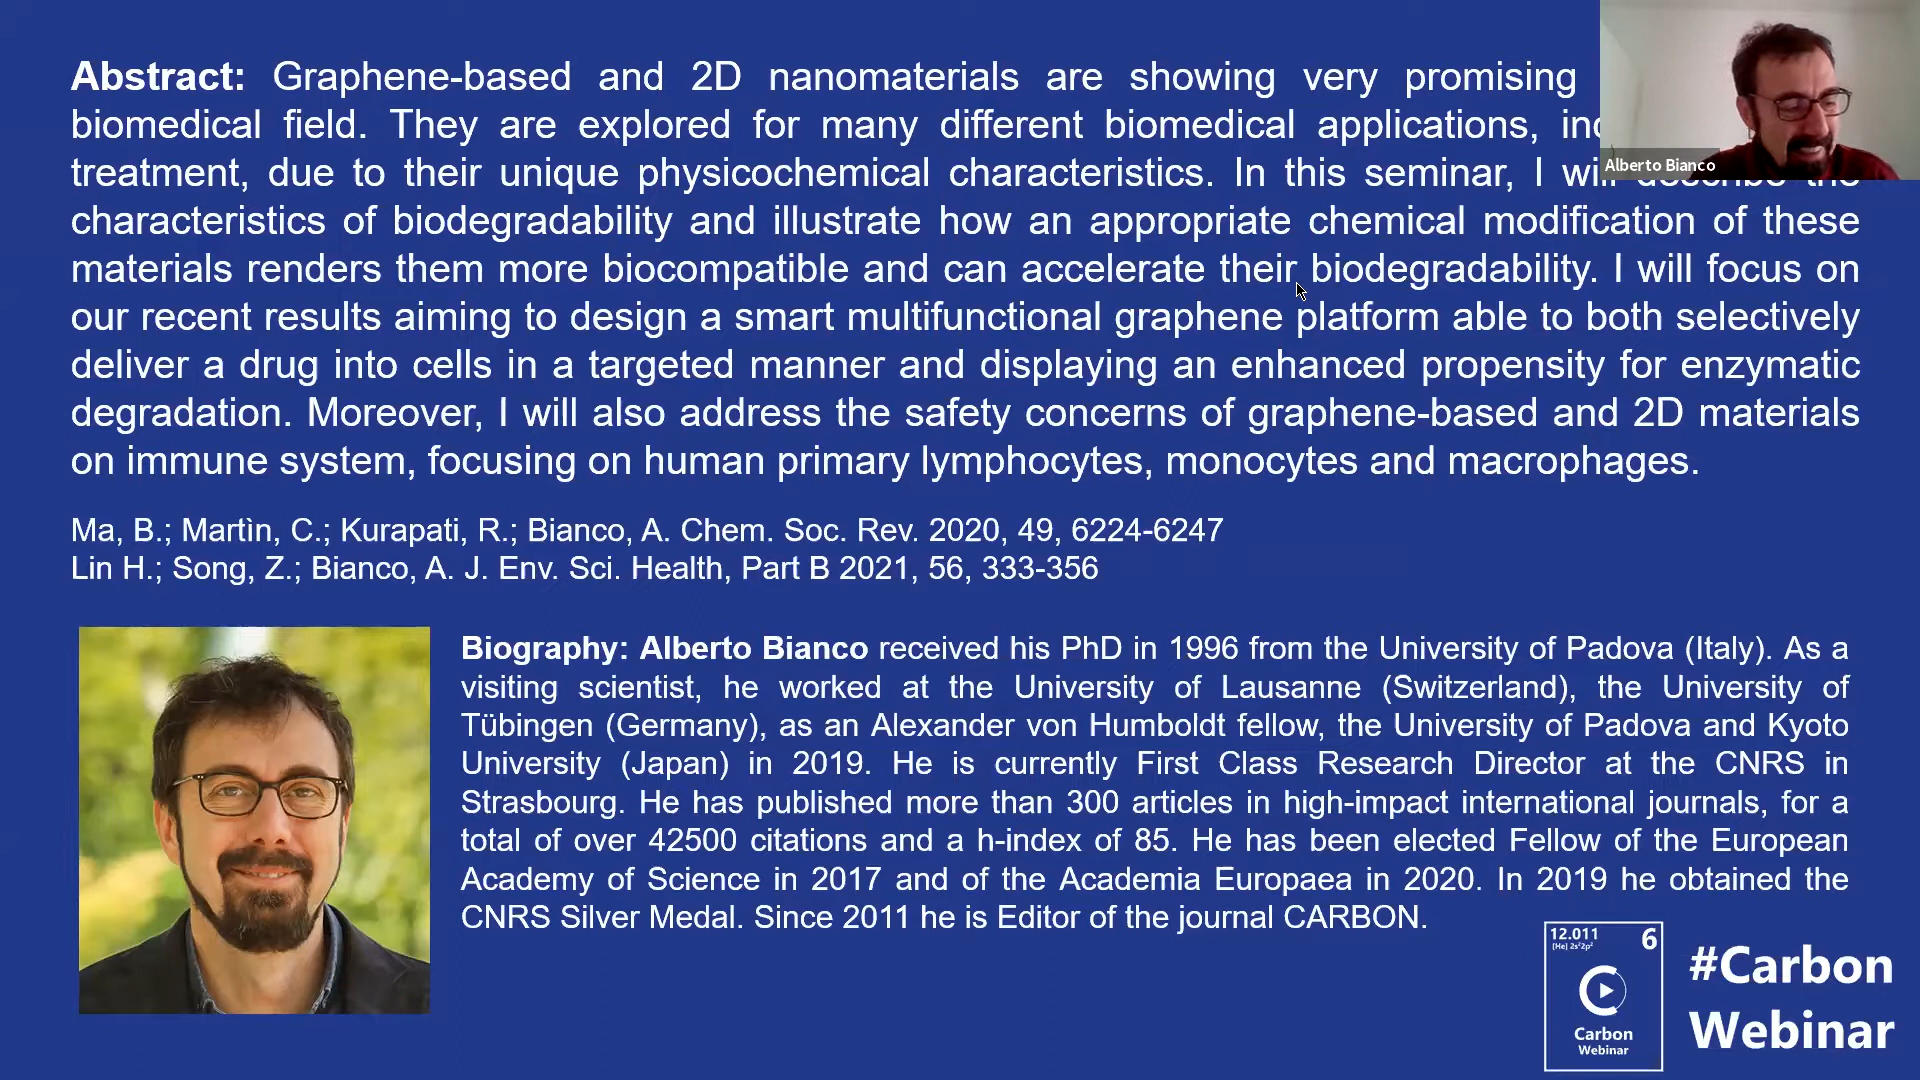 Abstract: Graphene-based and 2D nanomaterials are showing very promising
biomedical field. They are explored for many different biomedical applications,
treatment, due to their unique physicochemical characteristics. In this seminar, I will describe the
characteristics of biodegradability and illustrate how an appropriate chemical modification of these
materials renders them more biocompatible and can accelerate their biodegradability. I will focus on
our recent results aiming to design a smart multifunctional graphene platform able to both selectively
deliver a drug into cells in a targeted manner and displaying an enhanced propensity for enzymatic
degradation. Moreover, I will also address the safety concerns of graphene-based and 2D materials
on immune system, focusing on human primary lymphocytes, monocytes and macrophages.
Alberto Bianco
Ma, B.; Martìn, C.; Kurapati, R.; Bianco, A. Chem. Soc. Rev. 2020, 49, 6224-6247
Lin H.; Song, Z.; Bianco, A. J. Env. Sci. Health, Part B 2021, 56, 333-356
Biography: Alberto Bianco received his PhD in 1996 from the University of Padova (Italy). As a
visiting scientist, he worked at the University of Lausanne (Switzerland), the University of
Tübingen (Germany), as an Alexander von Humboldt fellow, the University of Padova and Kyoto
University (Japan) in 2019. He is currently First Class Research Director at the CNRS in
Strasbourg. He has published more than 300 articles in high-impact international journals, for a
total of over 42500 citations and a h-index of 85. He has been elected Fellow of the European
Academy of Science in 2017 and of the Academia Europaea in 2020. In 2019 he obtained the
CNRS Silver Medal. Since 2011 he is Editor of the journal CARBON.
12.011 6
[He] 2s²2p²
Carbon
Webinar
#Carbon
Webinar